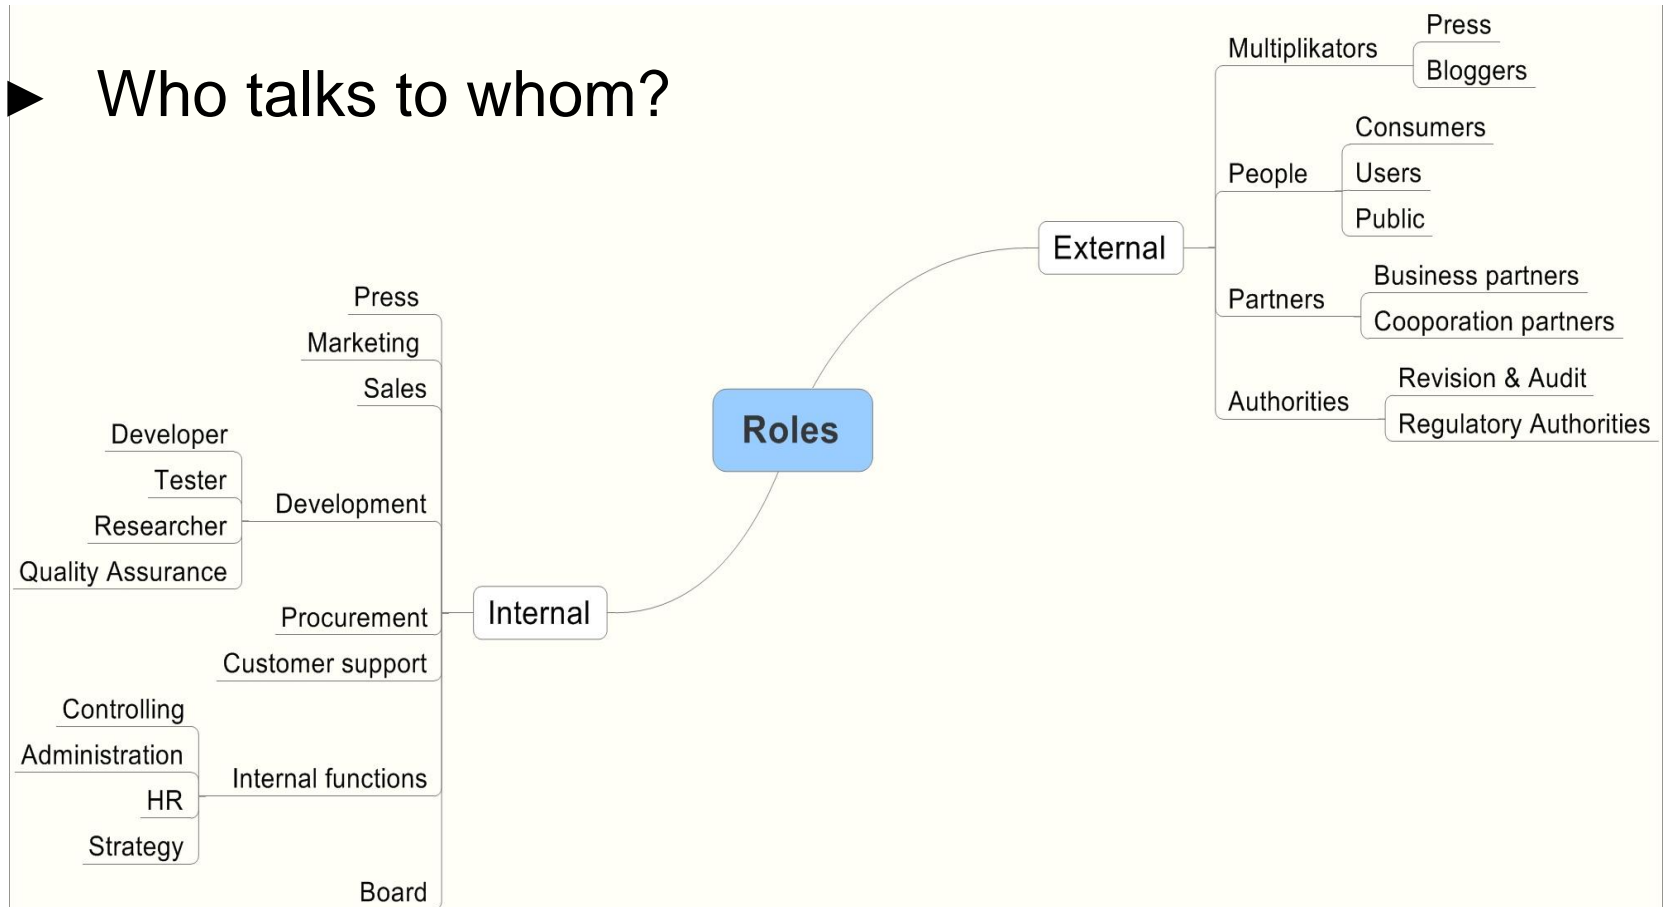 ► Who talks to whom?
Roles
External
Multiplikators
Press
Bloggers
People
Consumers
Users
Public
Partners
Business partners
Cooporation partners
Authorities
Revision & Audit
Regulatory Authorities
Internal
Press
Marketing
Sales
Development
Developer
Tester
Researcher
Quality Assurance
Procurement
Customer support
Internal functions
Controlling
Administration
HR
Strategy
Board